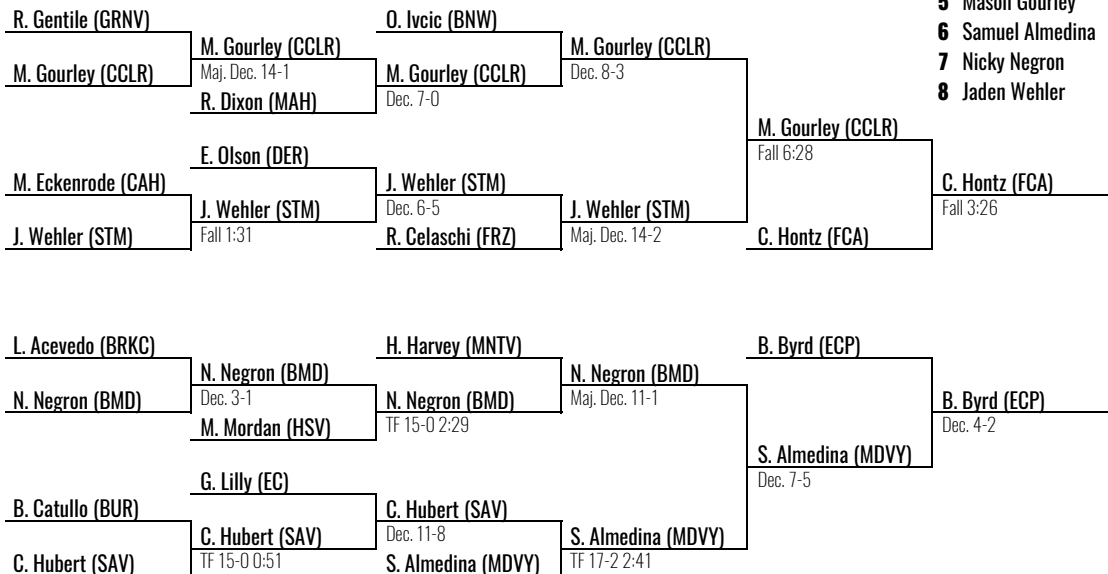 5 Mason Gourley
R. Gentile (GRNV)
O. Ivcic (BNW)
6 Samuel Almedina
M. Gourley (CCLR)
M. Gourley (CCLR)
M. Gourley (CCLR)
Maj. Dec. 14-1
M. Gourley (CCLR)
Dec. 8-3
7 Nicky Negron
R. Dixon (MAH)
Dec. 7-0
8 Jaden Wehler
M. Gourley (CCLR)
E. Olson (DER)
Fall 6:28
M. Eckenrode (CAH)
J. Wehler (STM)
C. Hontz (FCA)
J. Wehler (STM)
Dec. 6-5
J. Wehler (STM)
Fall 3:26
J. Wehler (STM)
Fall 1:31
R. Celaschi (FRZ)
Maj. Dec. 14-2
C. Hontz (FCA)
L. Acevedo (BRKC)
H. Harvey (MNTV)
B. Byrd (ECP)
N. Negron (BMD)
N. Negron (BMD)
N. Negron (BMD)
Dec. 3-1
N. Negron (BMD)
Maj. Dec. 11-1
B. Byrd (ECP)
M. Mordan (HSV)
TF 15-0 2:29
Dec. 4-2
S. Almedina (MDVY)
G. Lilly (EC)
Dec. 7-5
B. Catullo (BUR)
C. Hubert (SAV)
C. Hubert (SAV)
Dec. 11-8
S. Almedina (MDVY)
C. Hubert (SAV)
TF 15-0 0:51
S. Almedina (MDVY)
TF 17-2 2:41